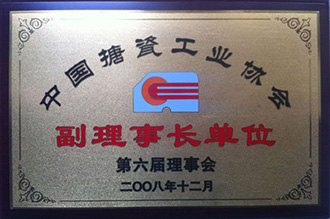 中国搪瓷工业协会
副理事长单位
第六届理事会
二〇〇八年十二月